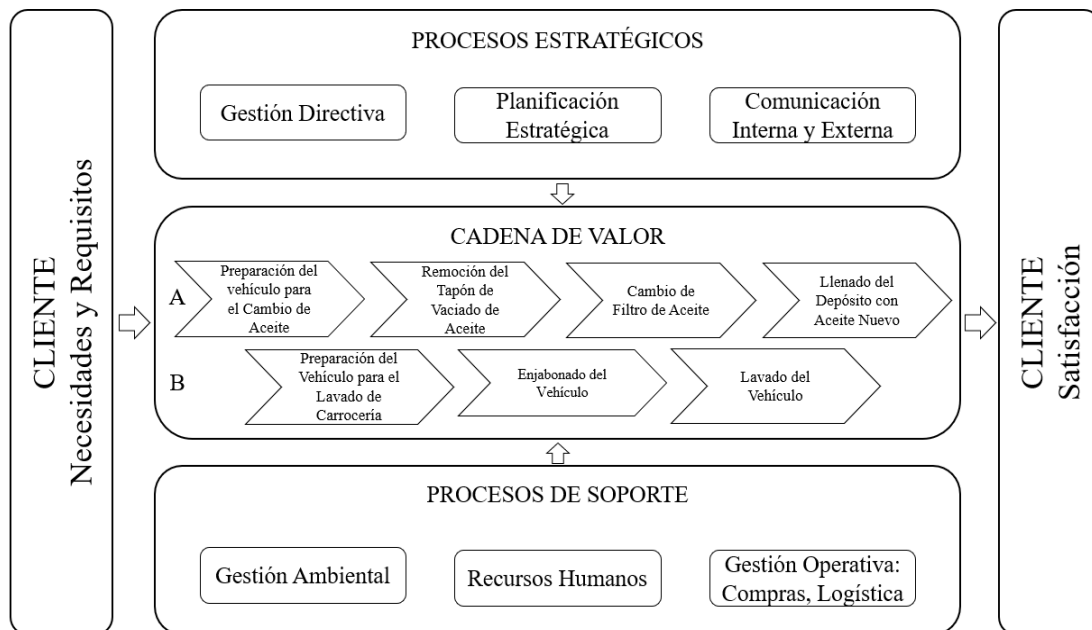 CLIENTE
Necesidades y Requisitos
PROCESOS ESTRATÉGICOS
Gestión Directiva
Planificación
Estratégica
Comunicación
Interna y Externa
CADENA DE VALOR
A
Preparación del
vehículo para
el Cambio de
Aceite
Remoción del
Tapón de
Vaciado de
Aceite
Cambio de
Filtro de Aceite
Llenado del
Depósito con
Aceite Nuevo
B
Preparación del
Vehículo para el
Lavado de
Carrocería
Enjabonado del
Vehículo
Lavado del
Vehículo
PROCESOS DE SOPORTE
Gestión Ambiental
Recursos Humanos
Gestión Operativa:
Compras, Logística
CLIENTE
Satisfacción